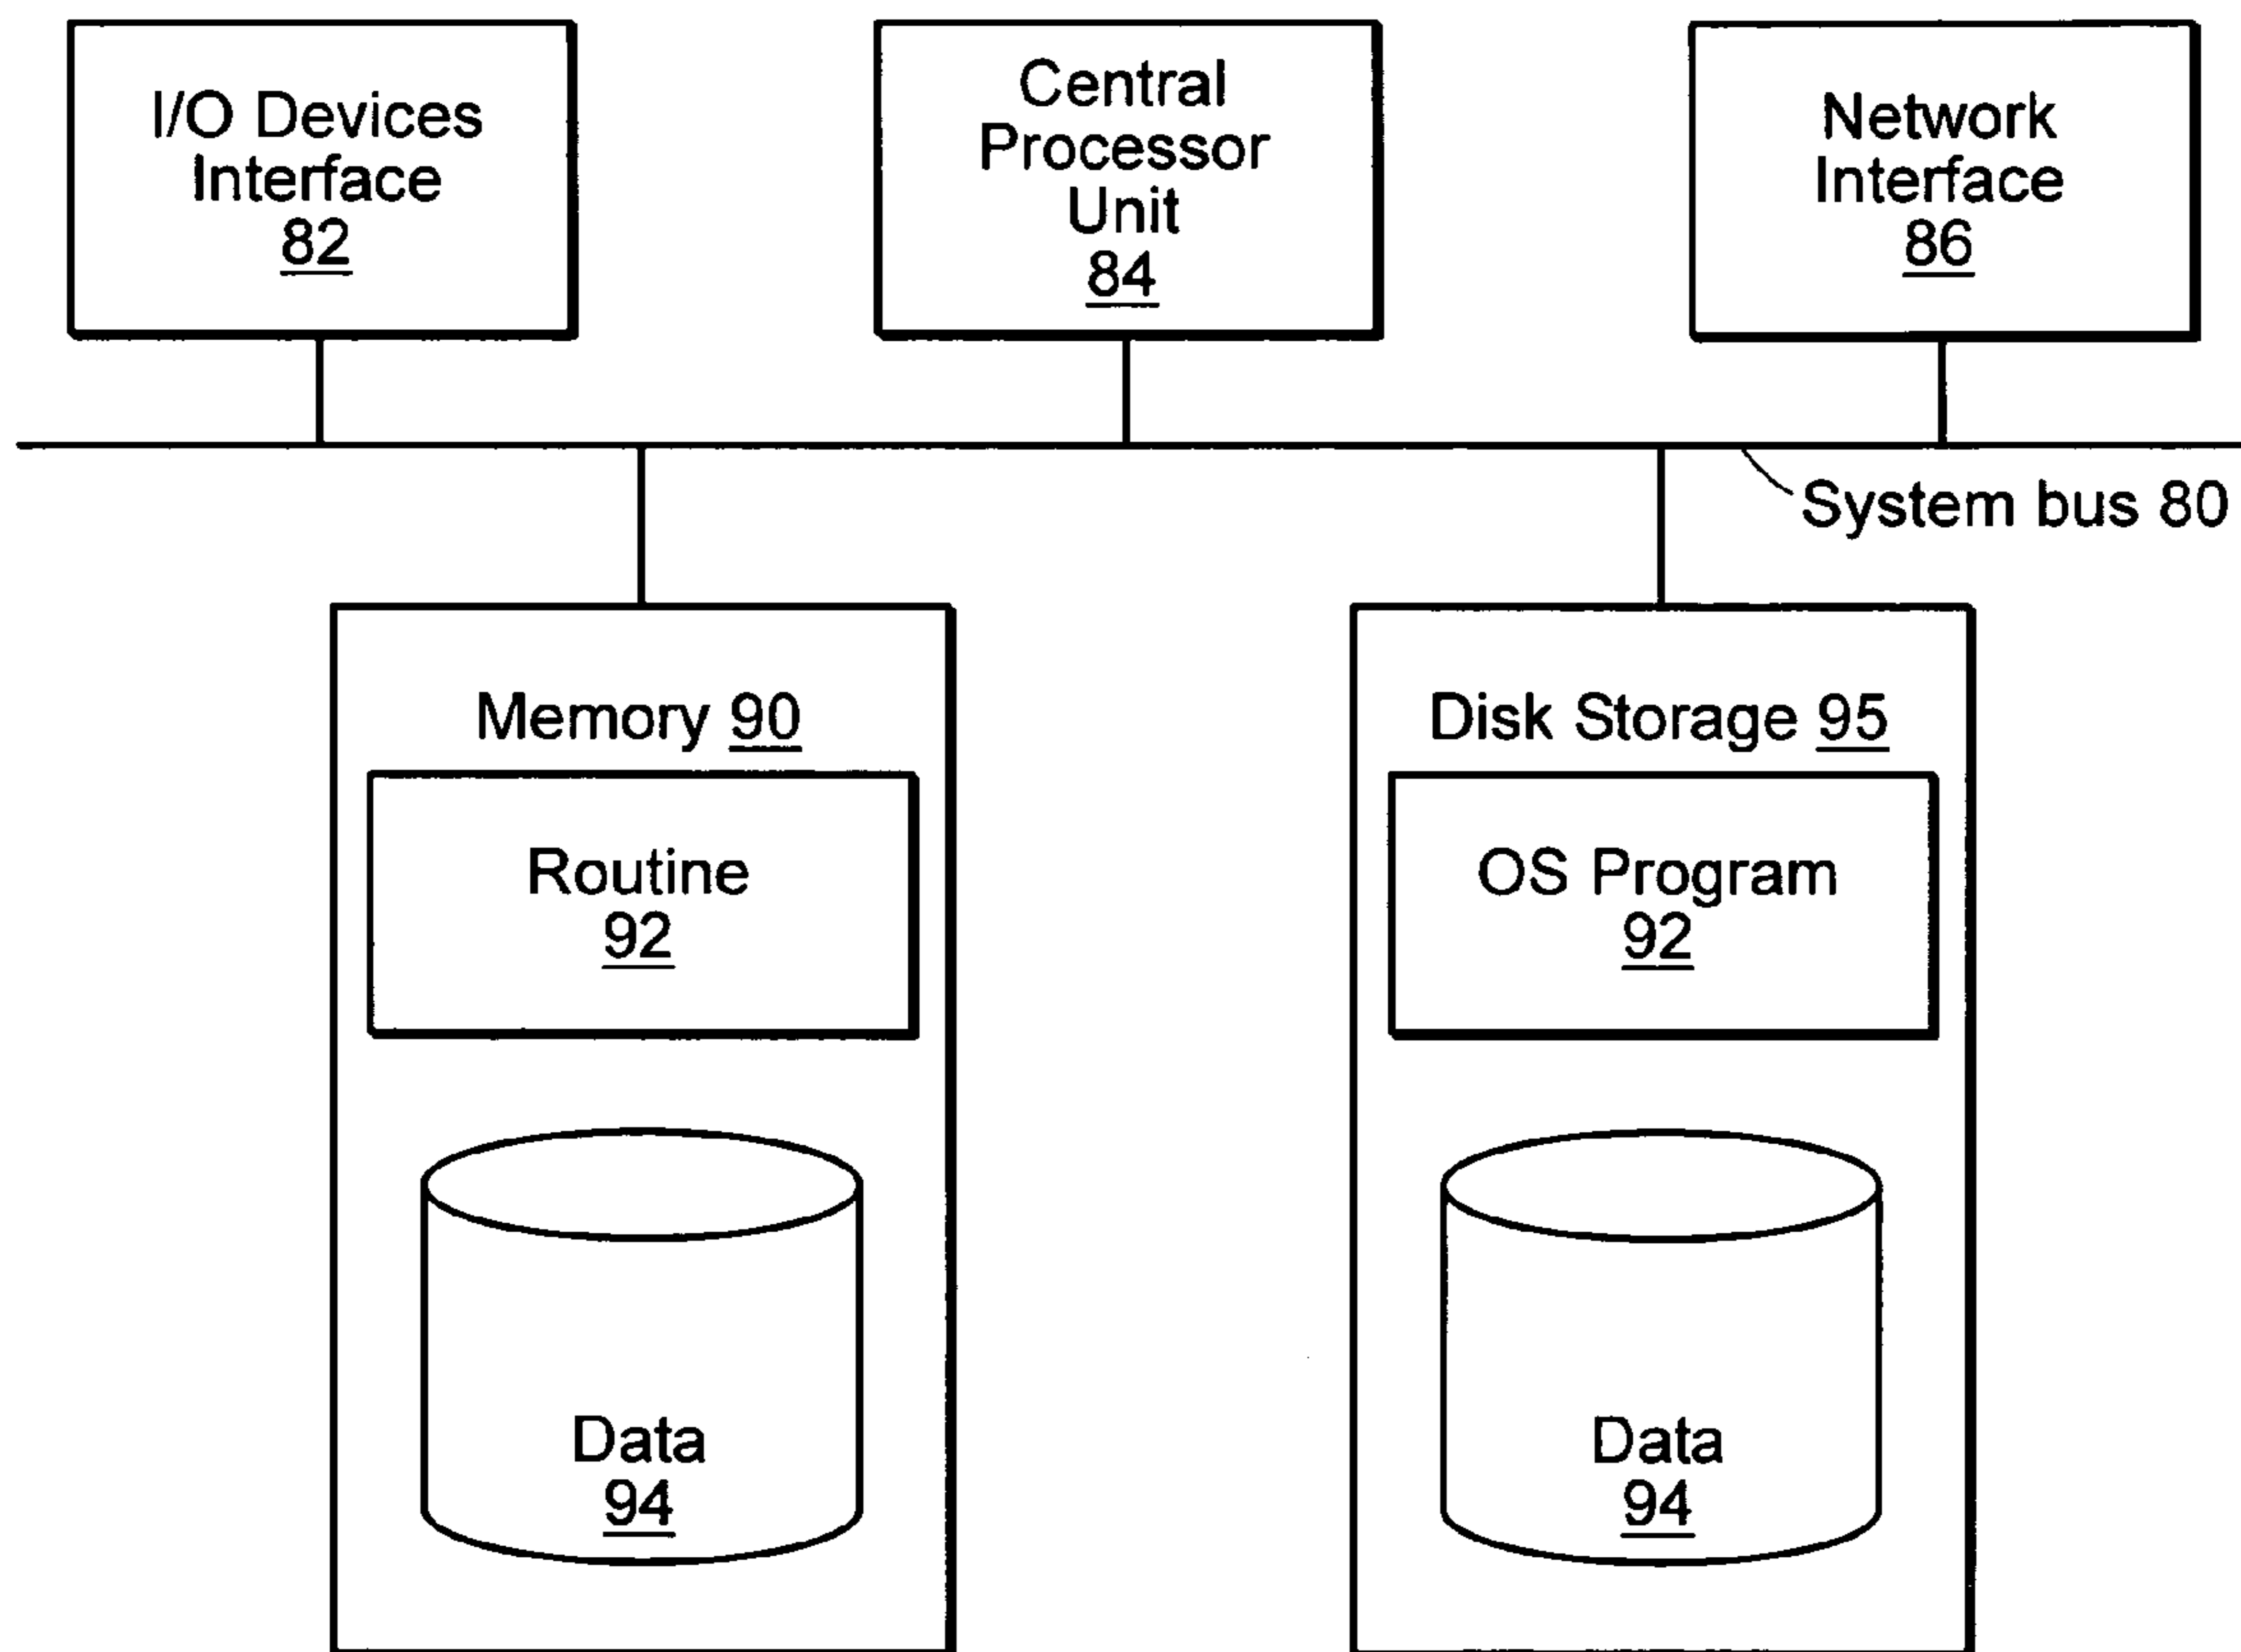 I/O Devices
Interface
82
Central
Processor
Unit
84
Network
Interface
86
System bus 80
Memory 90
Routine
92
Data
94
Disk Storage 95
OS Program
92
Data
94